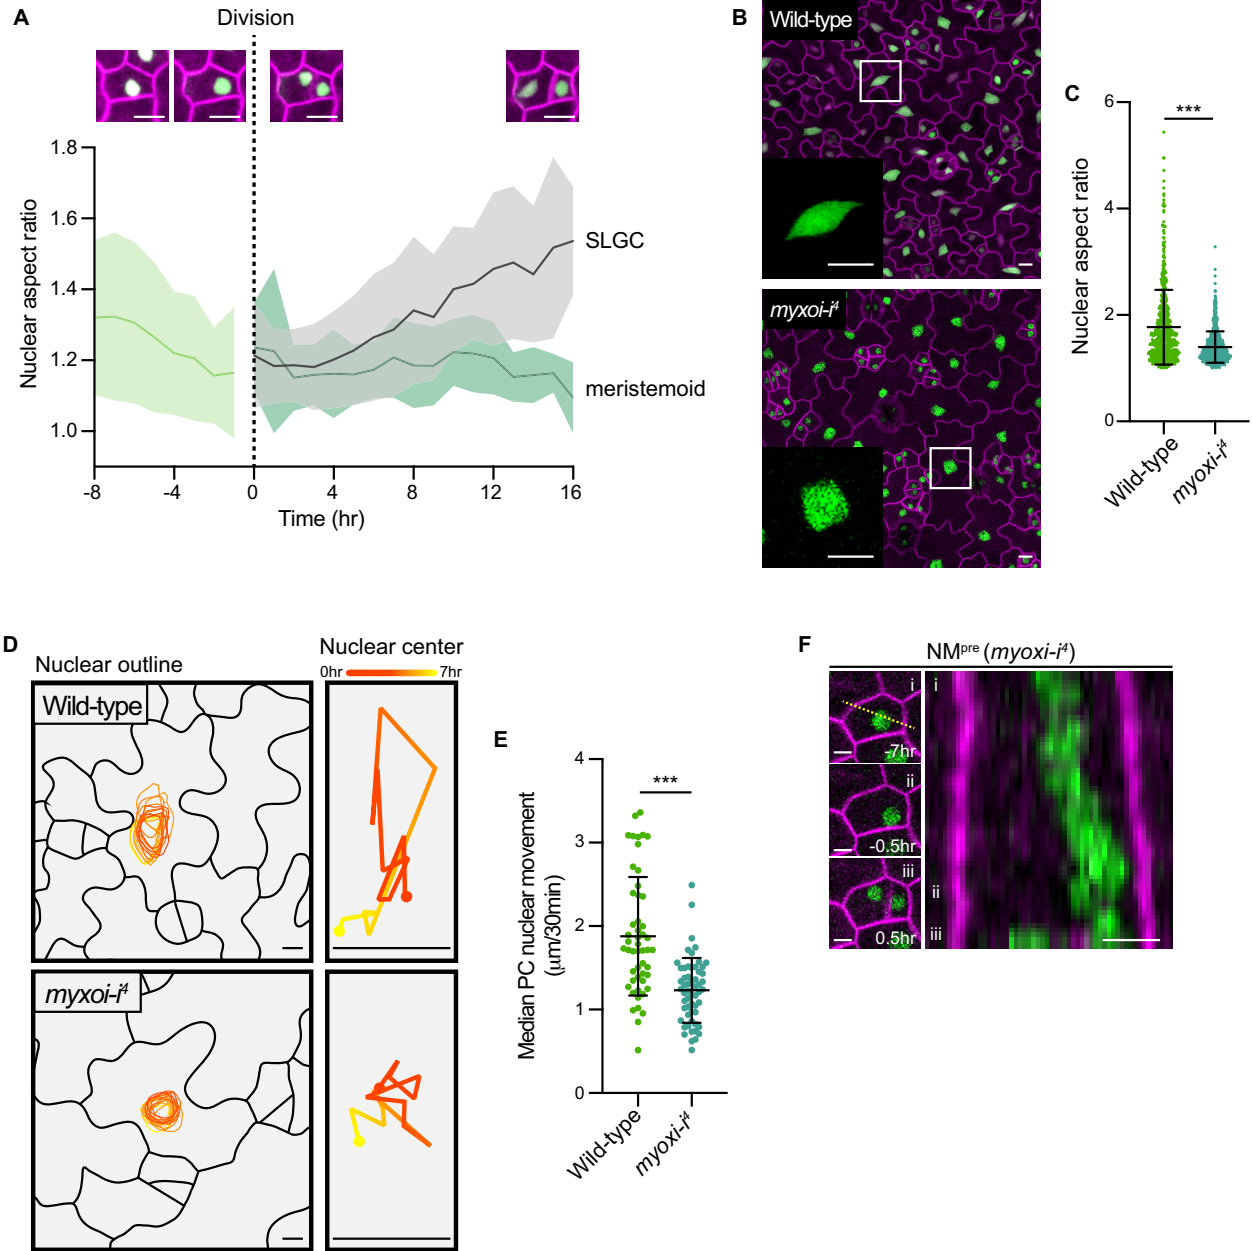 A
Division
Nuclear aspect ratio
1.8
1.6
1.4
1.2
1.0
SLGC
meristemoid
-8
-4
0
4
8
12
16
Time (hr)
B
Wild-type
myxoi-i⁴
C
Nuclear aspect ratio
6
4
2
0
***
Wild-type
myoxi-i⁴
D
Nuclear outline
Nuclear center
0hr
7hr
Wild-type
myxoi-i⁴
E
Median PC nuclear movement
(μm/30min)
4
3
2
1
0
***
Wild-type
myoxi-i⁴
F
NMᵖʳᵉ (myoxi-i⁴)
i
-7hr
ii
-0.5hr
iii
0.5hr
i
ii
iii